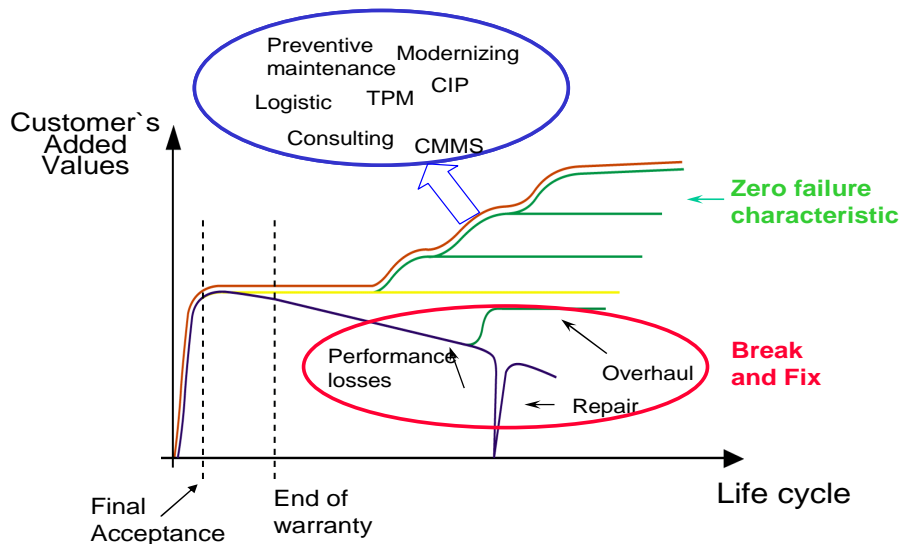 Preventive
maintenance
Modernizing
CIP
TPM
Logistic
Consulting
CMMS
Customer`s
Added
Values
Zero failure
characteristic
Performance
losses
Overhaul
Repair
Break
and Fix
Life cycle
Final
Acceptance
End of
warranty